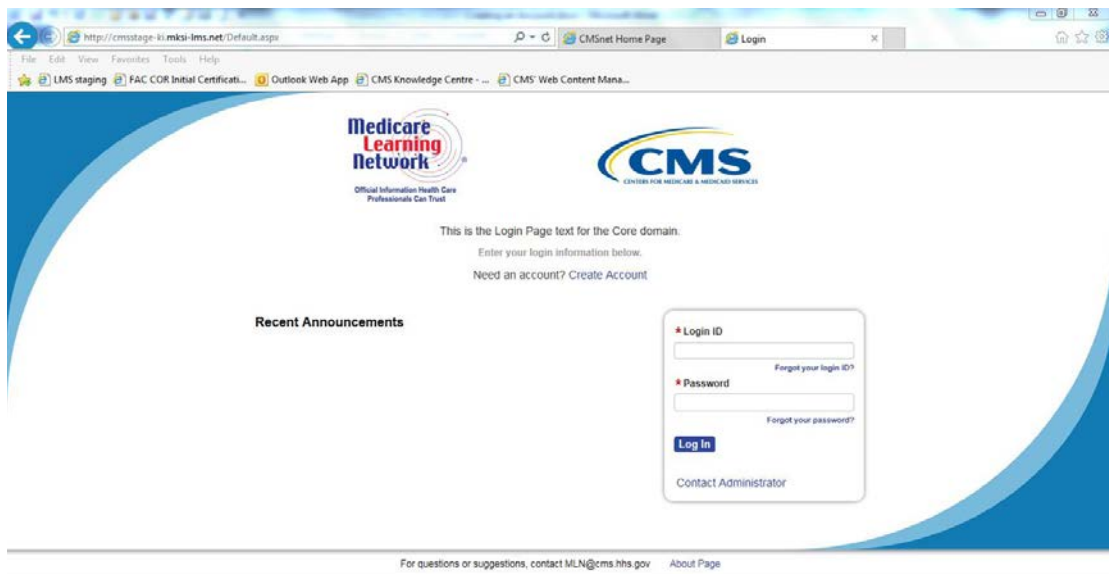 http://cmsstage-ki.mksi-lms.net/Default.aspx
CMSnet Home Page
Login
File Edit View Favorites Tools Help
LMS staging
FAC COR Initial Certificati...
Outlook Web App
CMS Knowledge Centre - ...
CMS' Web Content Mana...
Medicare
Learning
Network
Official Information Health Care
Professionals Can Trust
CMS
CENTERS FOR MEDICARE & MEDICAID SERVICES
This is the Login Page text for the Core domain.
Enter your login information below.
Need an account? Create Account
Recent Announcements
* Login ID
Forgot your login ID?
* Password
Forgot your password?
Log In
Contact Administrator
For questions or suggestions, contact MLN@cms.hhs.gov About Page